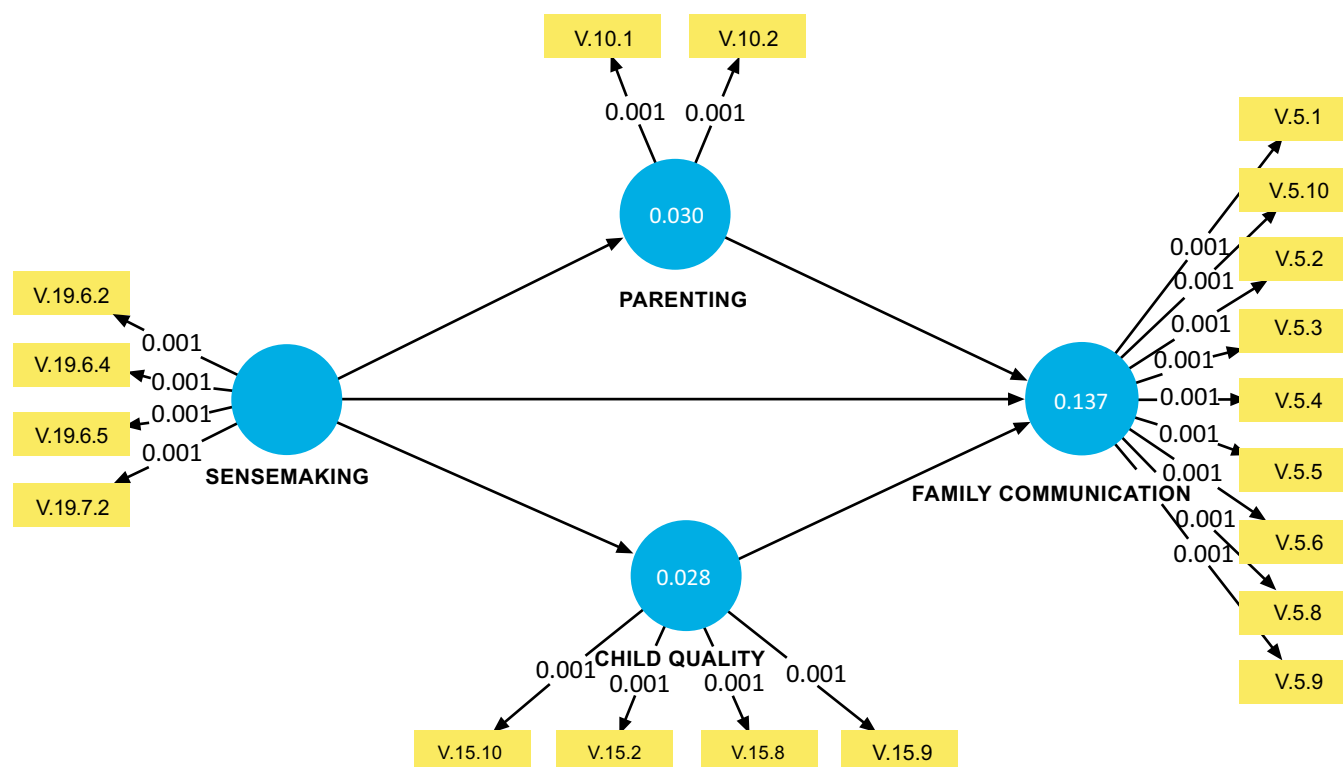 V.10.1 V.10.2
0.001 0.001
0.030
PARENTING
V.19.6.2
V.19.6.4
V.19.6.5
V.19.7.2
0.001
0.001
0.001
0.001
SENSEMAKING
0.137
FAMILY COMMUNICATION
0.001
0.001
0.001
0.001
0.001
0.001
0.001
0.001
0.001
V.5.1
V.5.10
V.5.2
V.5.3
V.5.4
V.5.5
V.5.6
V.5.8
V.5.9
0.028
CHILD QUALITY
0.001 0.001 0.001 0.001
V.15.10 V.15.2 V.15.8 V.15.9